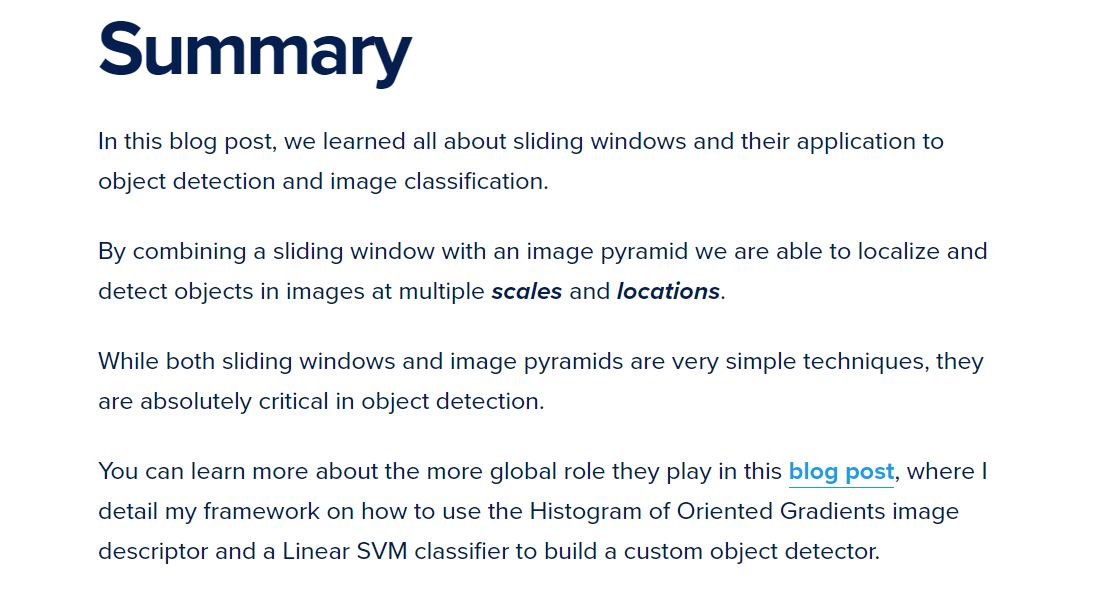 Summary
In this blog post, we learned all about sliding windows and their application to
object detection and image classification.
By combining a sliding window with an image pyramid we are able to localize and
detect objects in images at multiple scales and locations.
While both sliding windows and image pyramids are very simple techniques, they
are absolutely critical in object detection.
You can learn more about the more global role they play in this blog post, where I
detail my framework on how to use the Histogram of Oriented Gradients image
descriptor and a Linear SVM classifier to build a custom object detector.